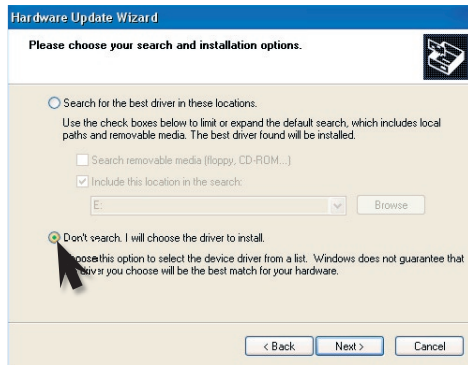 Hardware Update Wizard
Please choose your search and installation options.
Search for the best driver in these locations.
Use the check boxes below to limit or expand the default search, which includes local
paths and removable media. The best driver found will be installed.
Search removable media (floppy, CD-ROM...)
Include this location in the search:
E:
Browse
Don't search. I will choose the driver to install.
this option to select the device driver from a list. Windows does not guarantee that
driver you choose will be the best match for your hardware.
< Back
Next >
Cancel